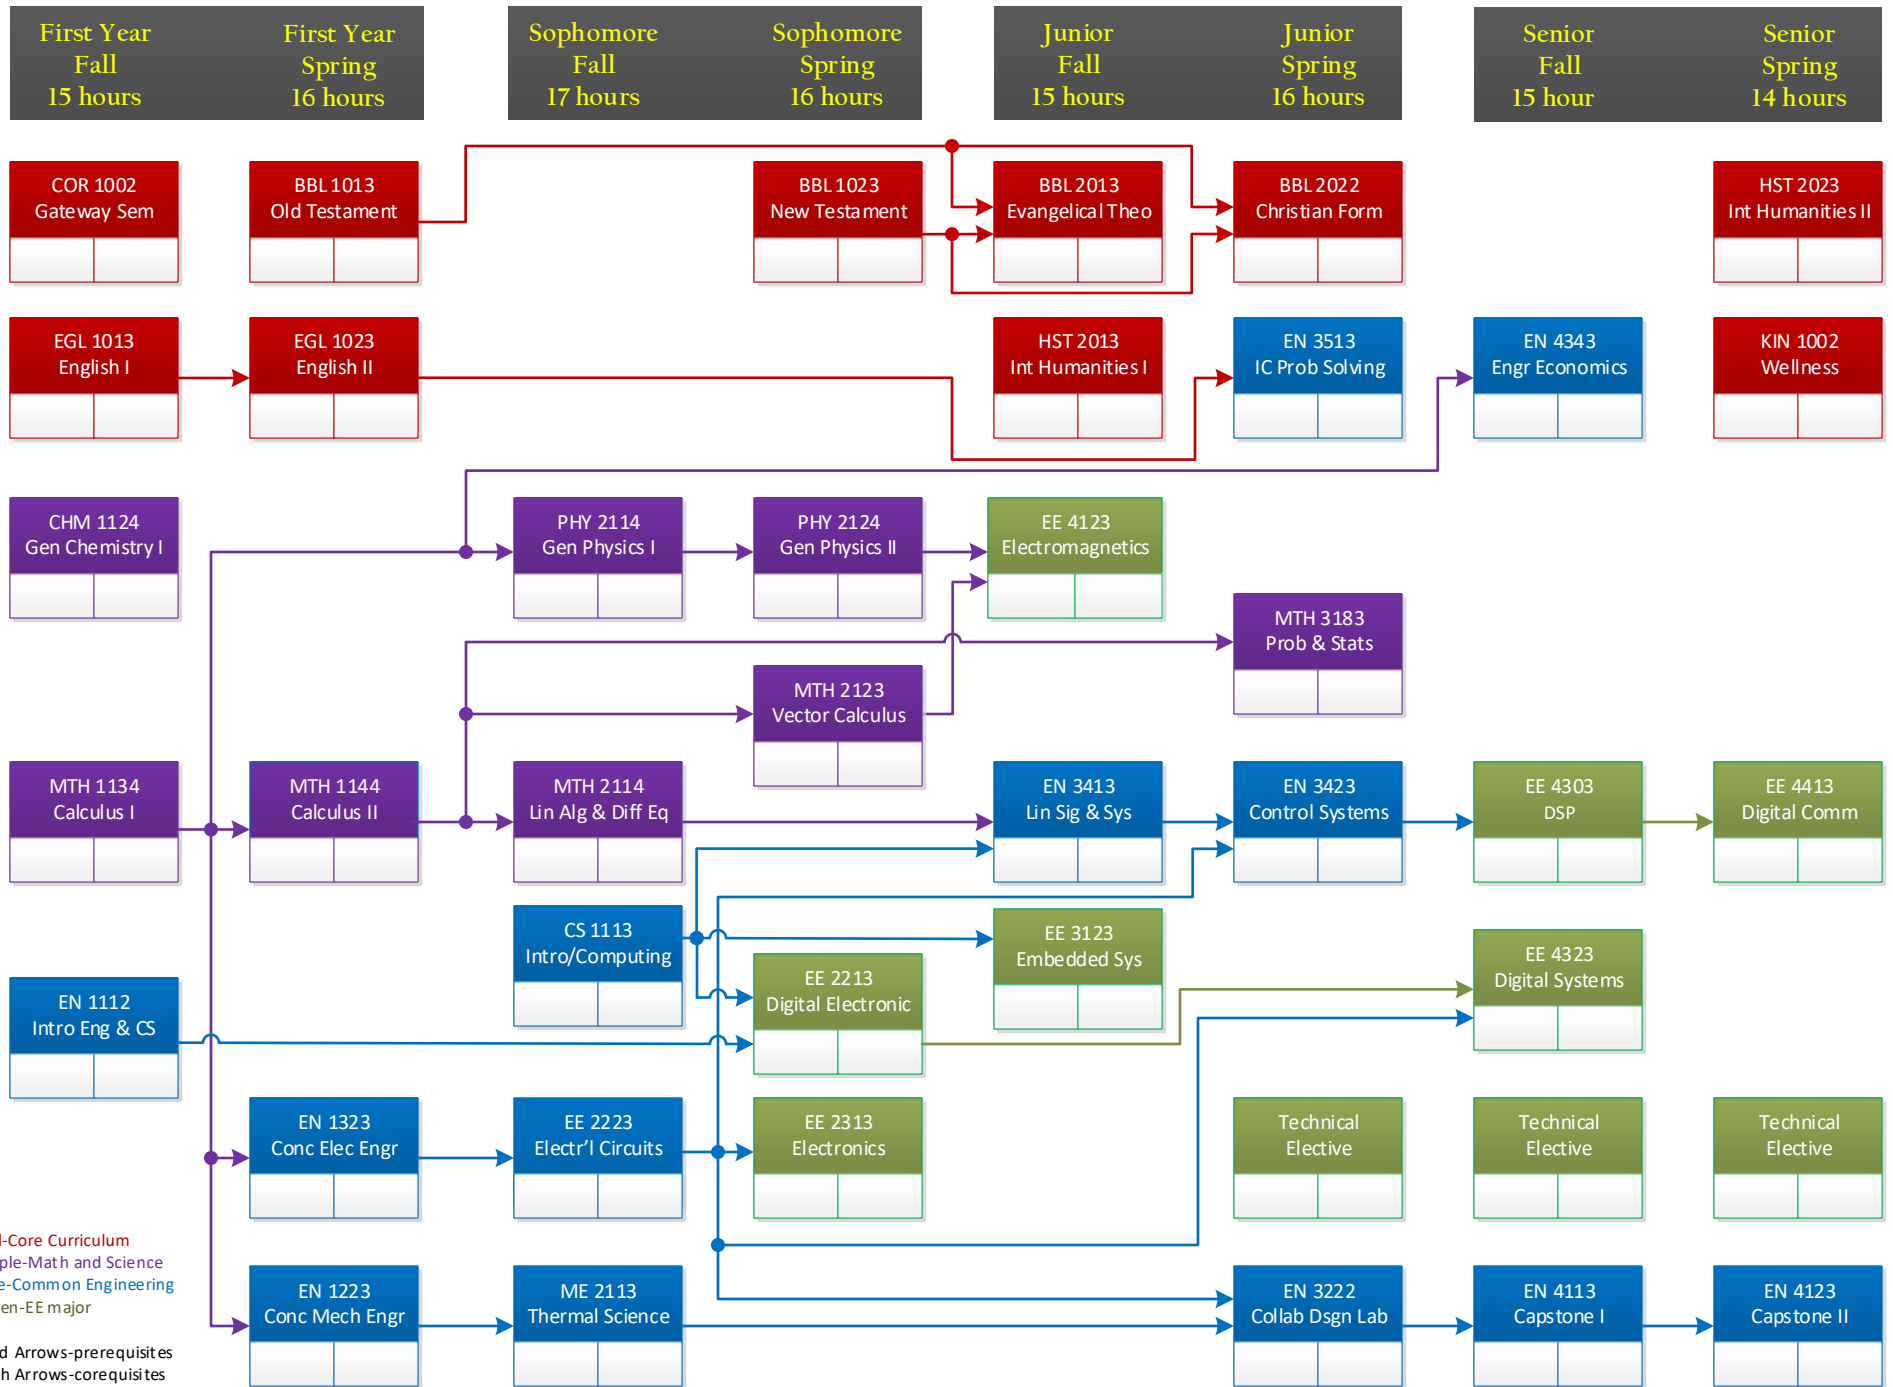 First Year
Fall
15 hours
First Year
Spring
16 hours
Sophomore
Fall
17 hours
Sophomore
Spring
16 hours
Junior
Fall
15 hours
Junior
Spring
16 hours
Senior
Fall
15 hour
Senior
Spring
14 hours
COR 1002
Gateway Sem
BBL 1013
Old Testament
BBL 1023
New Testament
BBL 2013
Evangelical Theo
BBL 2022
Christian Form
HST 2023
Int Humanities II
EGL 1013
English I
EGL 1023
English II
HST 2013
Int Humanities I
EN 3513
IC Prob Solving
EN 4343
Engr Economics
KIN 1002
Wellness
CHM 1124
Gen Chemistry I
PHY 2114
Gen Physics I
PHY 2124
Gen Physics II
EE 4123
Electromagnetics
MTH 3183
Prob & Stats
MTH 2123
Vector Calculus
MTH 1134
Calculus I
MTH 1144
Calculus II
MTH 2114
Lin Alg & Diff Eq
EN 3413
Lin Sig & Sys
EN 3423
Control Systems
EE 4303
DSP
EE 4413
Digital Comm
CS 1113
Intro/Computing
EE 3123
Embedded Sys
EE 4323
Digital Systems
EE 2213
Digital Electronic
EN 1112
Intro Eng & CS
EN 1323
Conc Elec Engr
EE 2223
Electr'l Circuits
EE 2313
Electronics
Technical
Elective
Technical
Elective
Technical
Elective
EN 1223
Conc Mech Engr
ME 2113
Thermal Science
EN 3222
Collab Dsgn Lab
EN 4113
Capstone I
EN 4123
Capstone II
d-Core Curriculum
ple-Math and Science
e-Common Engineering
en-EE major
d Arrows-prerequisites
h Arrows-corequisites